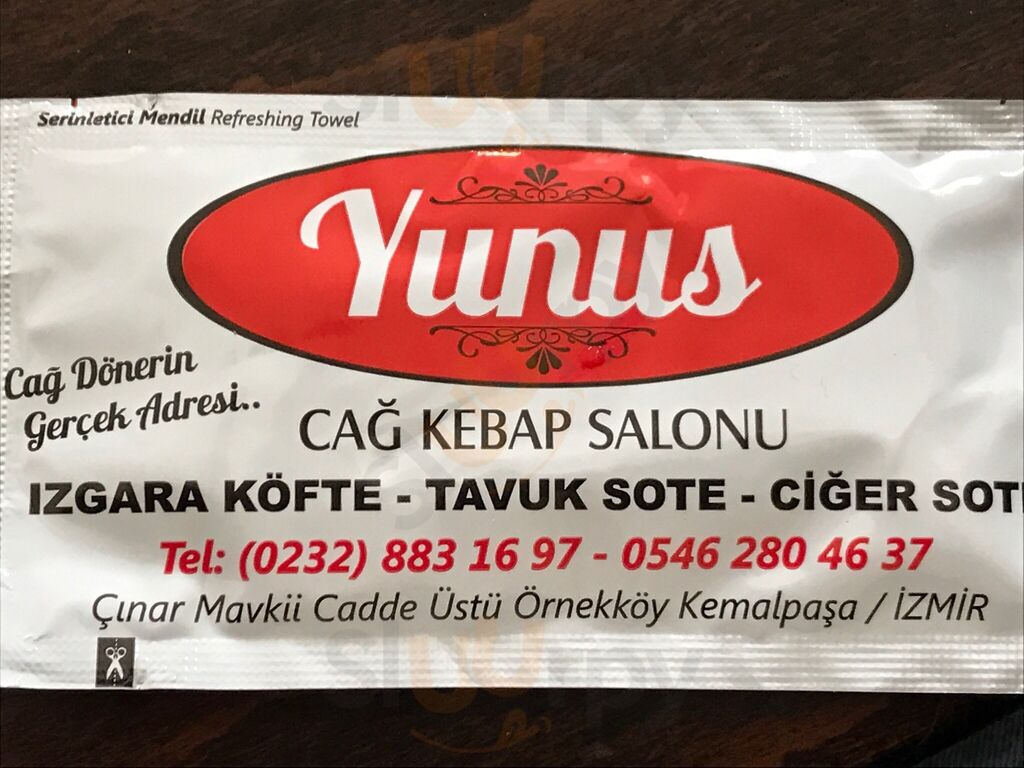 Serinletici Mendil Refreshing Towel
Yunus
Cağ Dönerin
Gerçek Adresi..
CAĞ KEBAP SALONU
IZGARA KÖFTE - TAVUK SOTE - CİĞER SOT
Tel: (0232) 883 16 97 - 0546 280 46 37
Çınar Mavkii Cadde Üstü Örnekköy Kemalpaşa / İZMİR